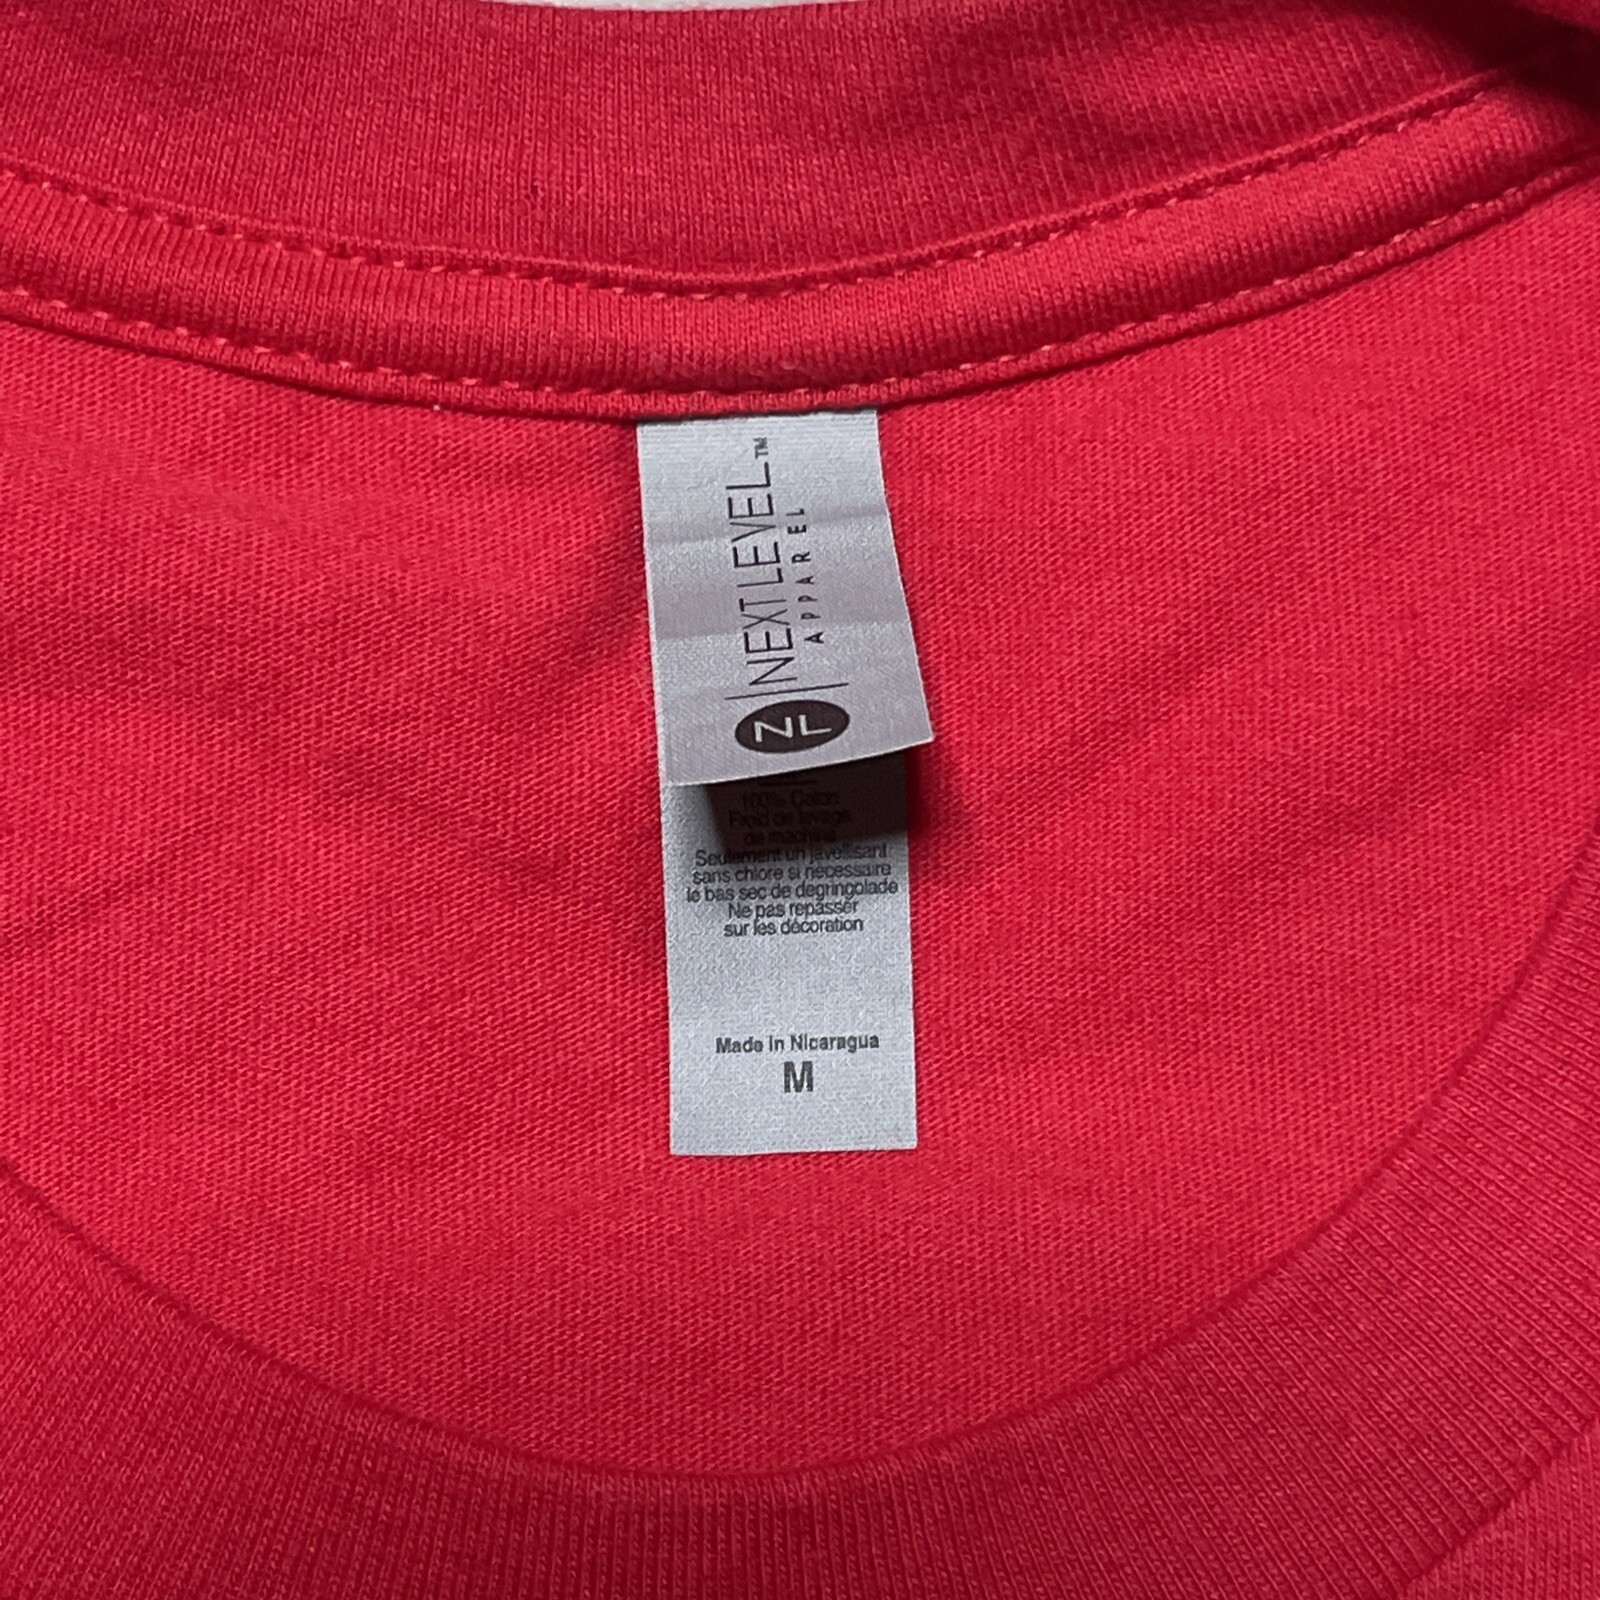 NEXT LEVEL™
APPAREL
NL
100% Coton
Froid de lavage
de machine
Seulement un javellisant
sans chlore si nécessaire
le bas sec de degringolade
Ne pas repasser
sur les décoration
Made in Nicaragua
M